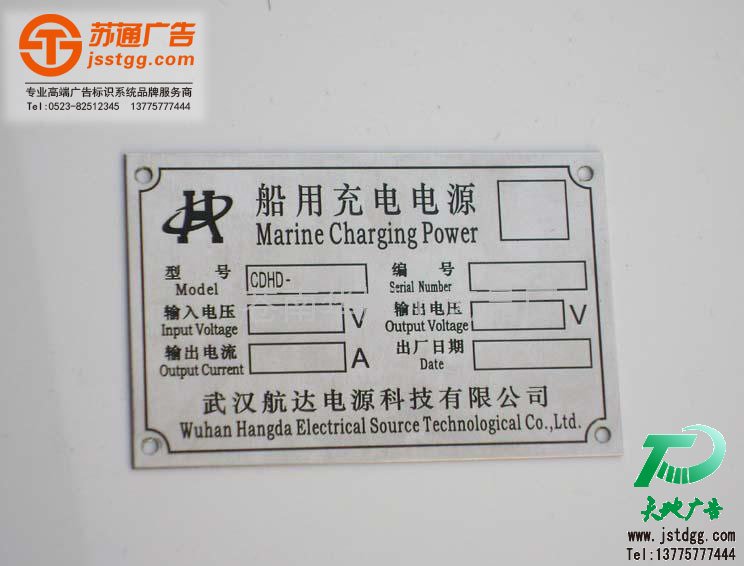 苏通广告
jsstgg.com
专业高端广告标识系统品牌服务商
Tel:0523-82512345 13775777444
船用充电电源
Marine Charging Power
型 号
Model
CDHD-
编 号
Serial Number
输入电压
Input Voltage
V
输出电压
Output Voltage
V
输出电流
Output Current
A
出厂日期
Date
武汉航达电源科技有限公司
Wuhan Hangda Electrical Source Technological Co.,Ltd.
天地广告
www.jstdgg.com
Tel:13775777444